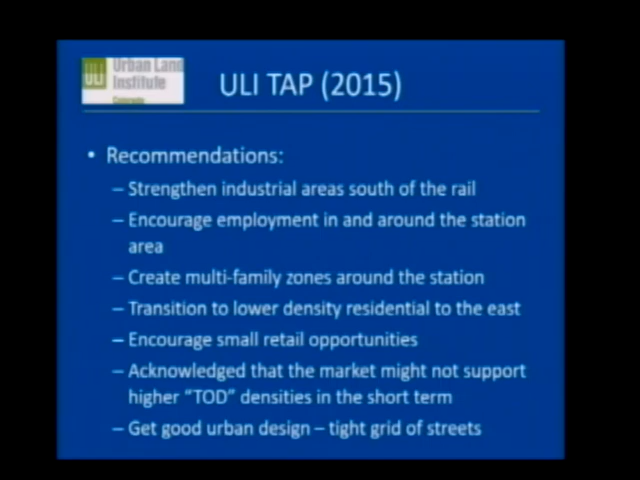 ULI
Urban Land
Institute
Colorado
ULI TAP (2015)
• Recommendations:
– Strengthen industrial areas south of the rail
– Encourage employment in and around the station
area
– Create multi-family zones around the station
– Transition to lower density residential to the east
– Encourage small retail opportunities
– Acknowledged that the market might not support
higher “TOD” densities in the short term
– Get good urban design – tight grid of streets